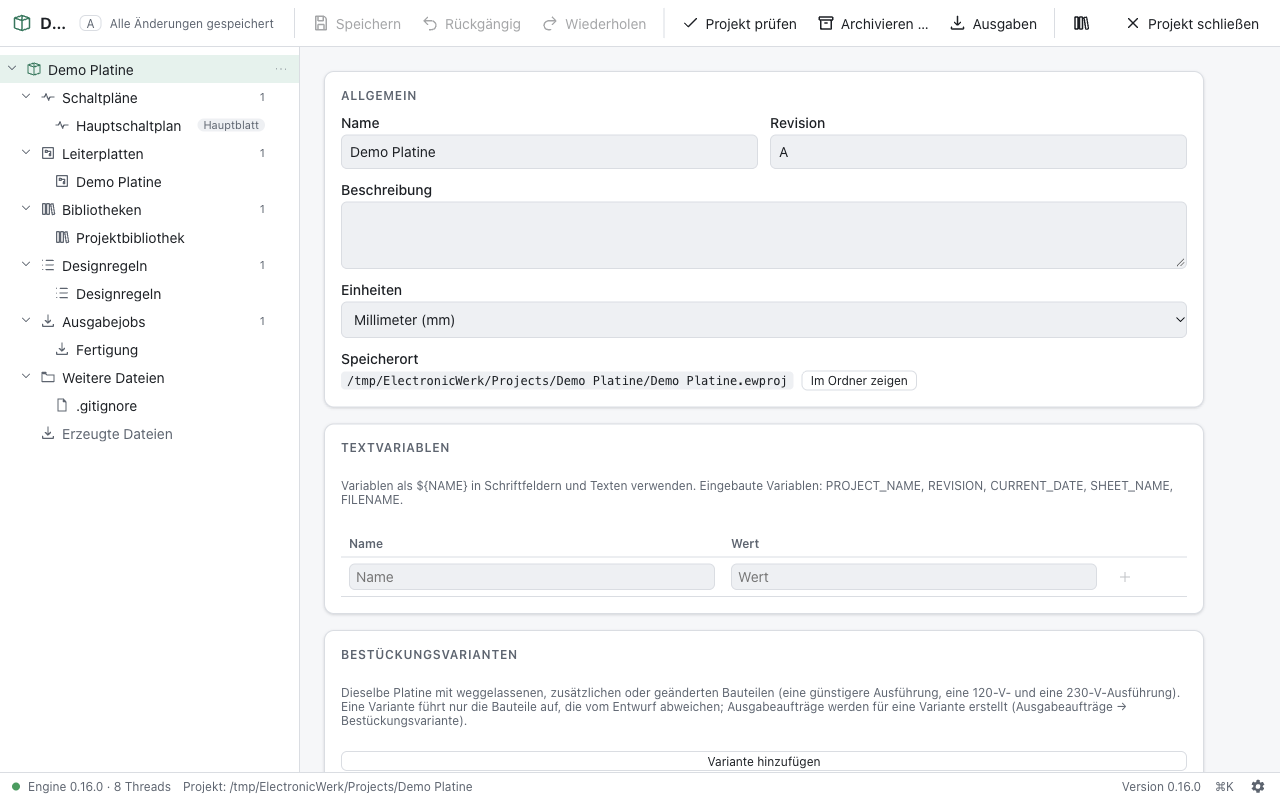 D... A Alle Änderungen gespeichert Speichern Rückgängig Wiederholen Projekt prüfen Archivieren ... Ausgaben Projekt schließen
Demo Platine ...
Schaltpläne 1
Hauptschaltplan Hauptblatt
Leiterplatten 1
Demo Platine
Bibliotheken 1
Projektbibliothek
Designregeln 1
Designregeln
Ausgabejobs 1
Fertigung
Weitere Dateien
.gitignore
Erzeugte Dateien
ALLGEMEIN
Name Revision
Demo Platine A
Beschreibung
Einheiten
Millimeter (mm)
Speicherort
/tmp/ElectronicWerk/Projects/Demo Platine/Demo Platine.ewproj Im Ordner zeigen
TEXTVARIABLEN
Variablen als ${NAME} in Schriftfeldern und Texten verwenden. Eingebaute Variablen: PROJECT_NAME, REVISION, CURRENT_DATE, SHEET_NAME,
FILENAME.
Name Wert
Name Wert +
BESTÜCKUNGSVARIANTEN
Dieselbe Platine mit weggelassenen, zusätzlichen oder geänderten Bauteilen (eine günstigere Ausführung, eine 120-V- und eine 230-V-Ausführung).
Eine Variante führt nur die Bauteile auf, die vom Entwurf abweichen; Ausgabeaufträge werden für eine Variante erstellt (Ausgabeaufträge →
Bestückungsvariante).
Variante hinzufügen
Engine 0.16.0 · 8 Threads Projekt: /tmp/ElectronicWerk/Projects/Demo Platine Version 0.16.0 ⌘K